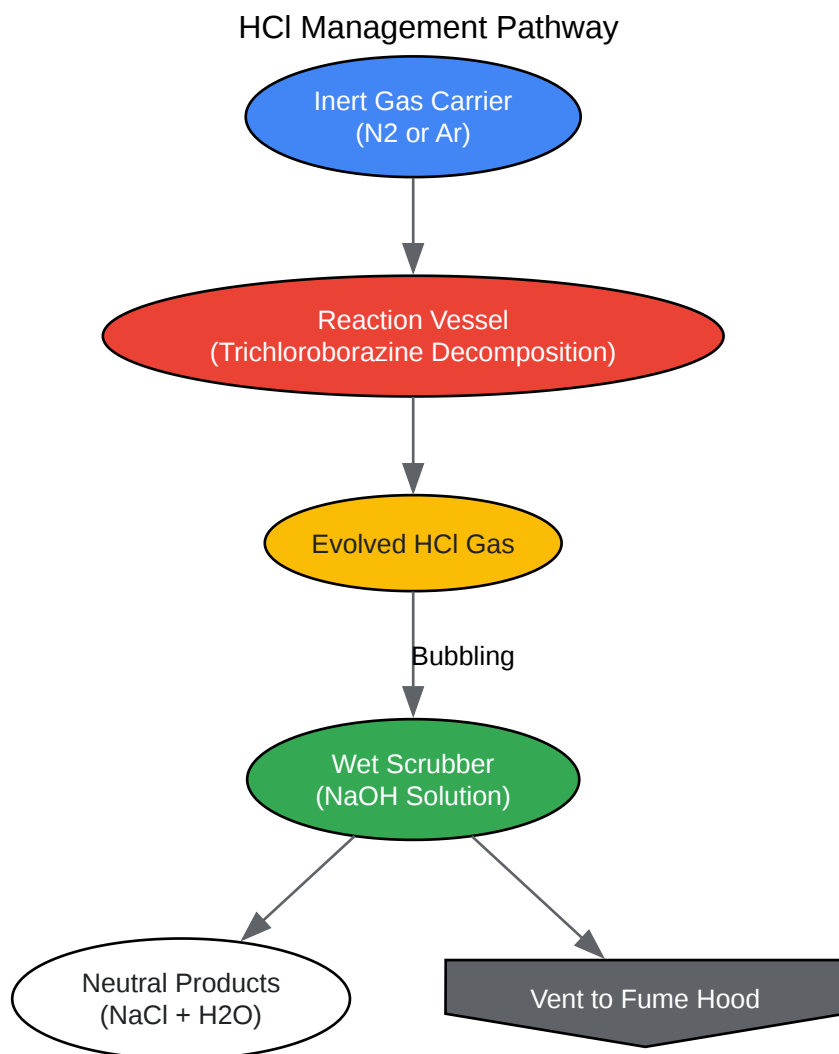 HCl Management Pathway
Inert Gas Carrier
(N2 or Ar)
Reaction Vessel
(Trichloroborazine Decomposition)
Evolved HCl Gas
Bubbling
Wet Scrubber
(NaOH Solution)
Neutral Products
(NaCl + H2O)
Vent to Fume Hood